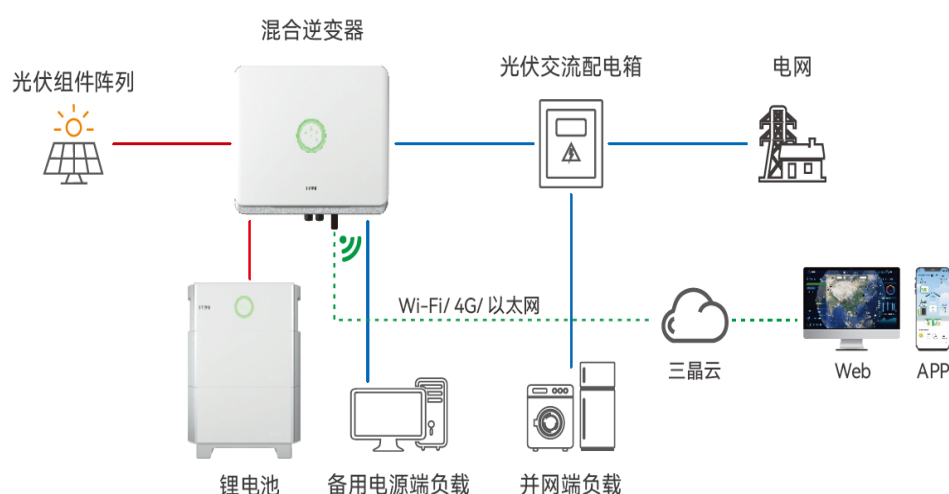 混合逆变器
光伏组件阵列
光伏交流配电箱
电网
Wi-Fi/ 4G/ 以太网
三晶云
Web
APP
锂电池
备用电源端负载
并网端负载